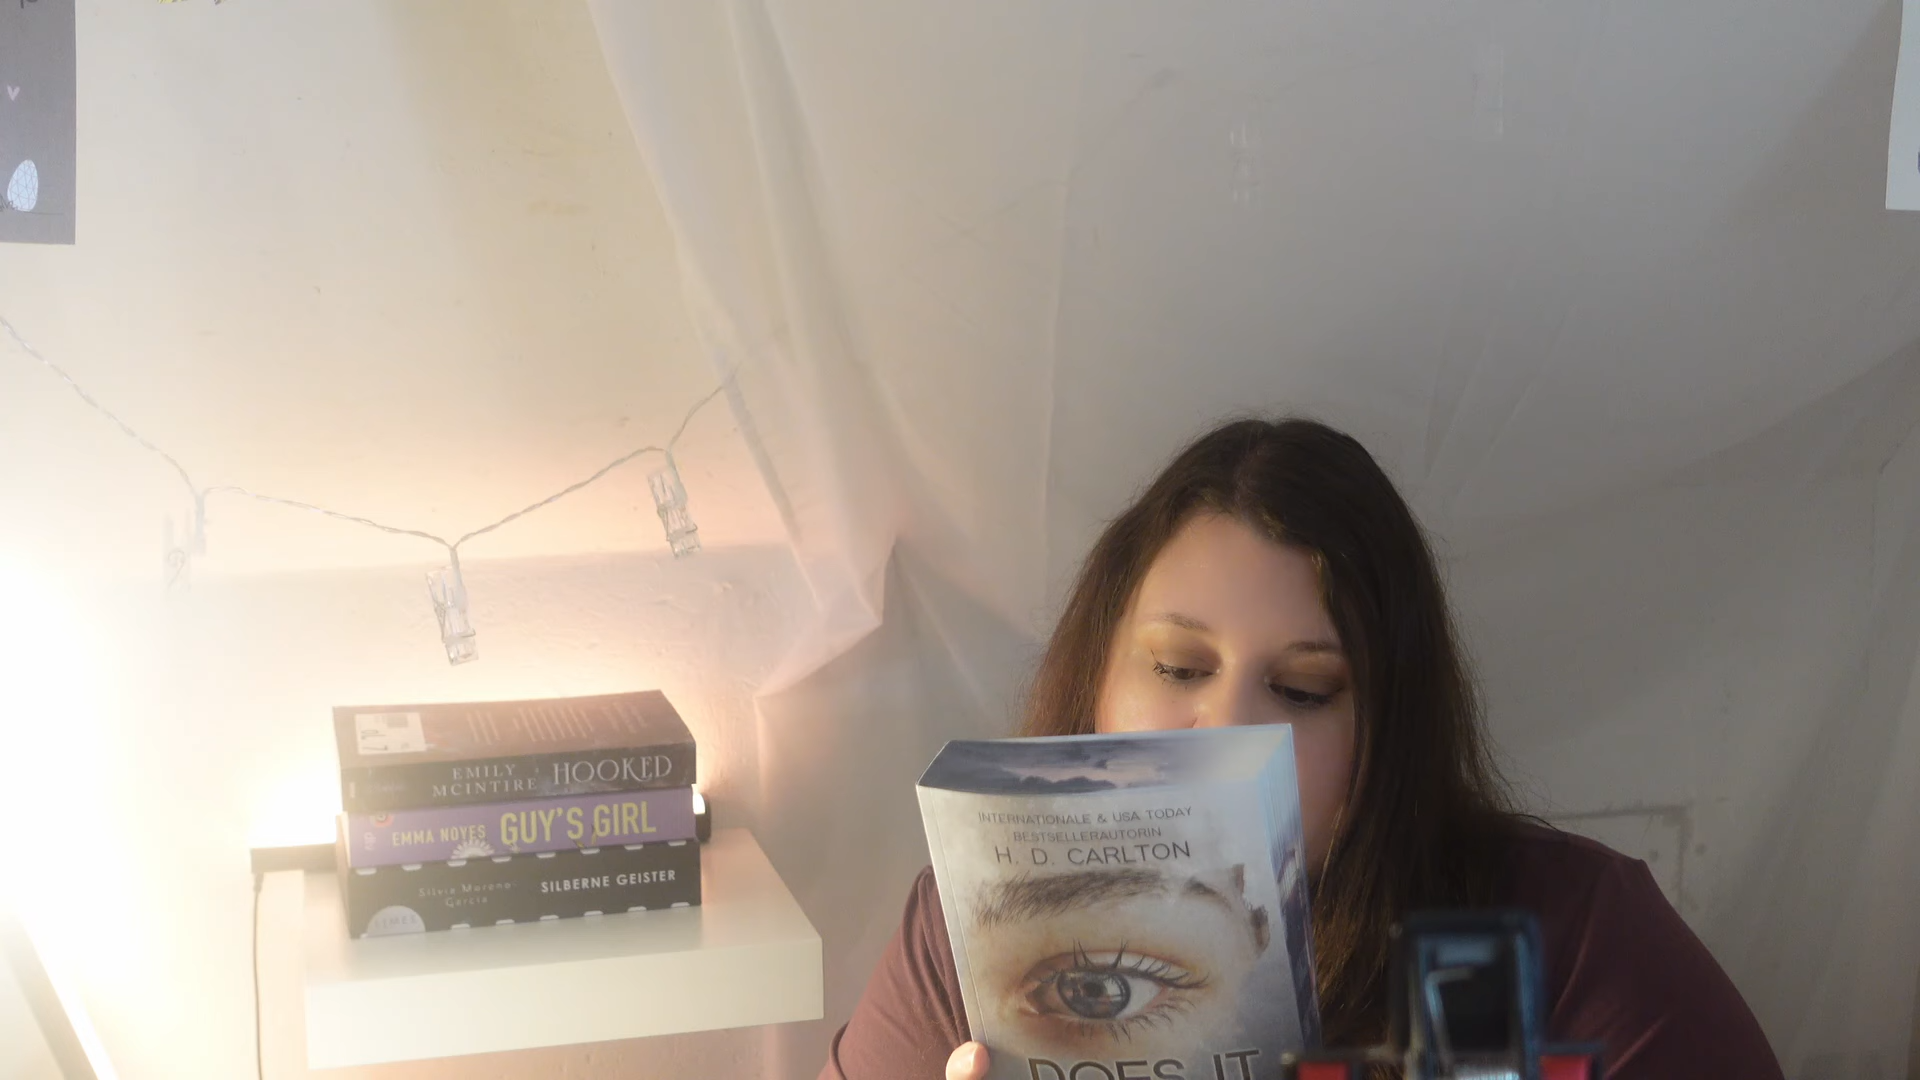 EMILY
MCINTIRE
HOOKED
EMMA NOYES
GUY'S GIRL
Silvia Moreno-
Garcia
SILBERNE GEISTER
LIMES
INTERNATIONALE & USA TODAY
BESTSELLERAUTORIN
H. D. CARLTON
DOES IT